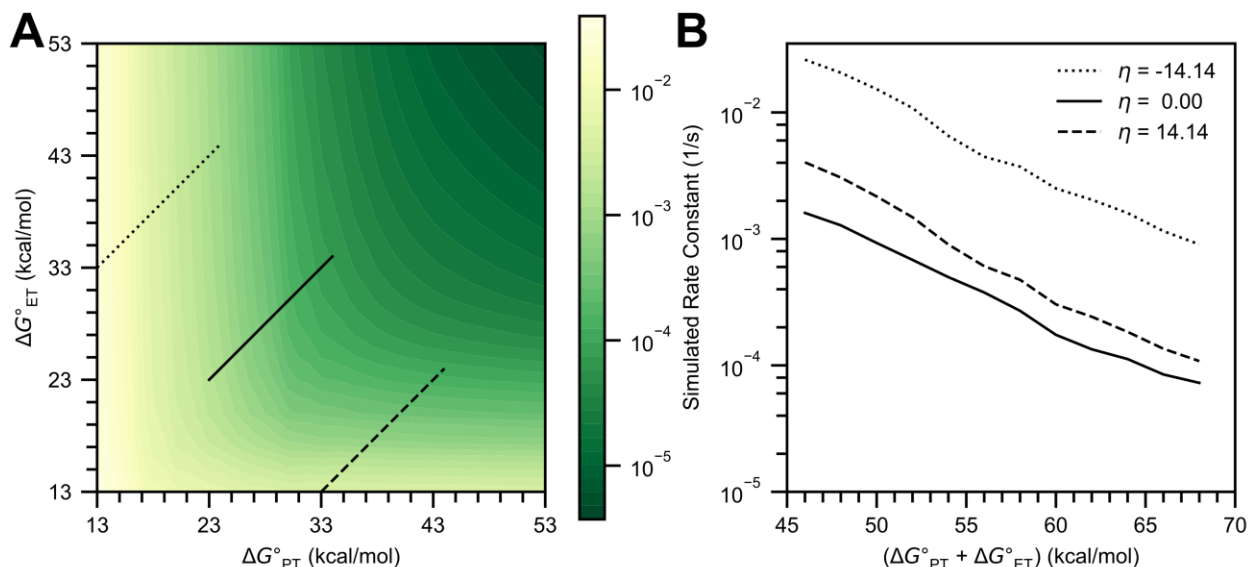 A
53
43
33
23
13
13
23
33
43
53
ΔG°ET (kcal/mol)
ΔG°PT (kcal/mol)
10⁻²
10⁻³
10⁻⁴
10⁻⁵
B
η = -14.14
η = 0.00
η = 14.14
Simulated Rate Constant (1/s)
10⁻²
10⁻³
10⁻⁴
10⁻⁵
45
50
55
60
65
70
(ΔG°PT + ΔG°ET) (kcal/mol)